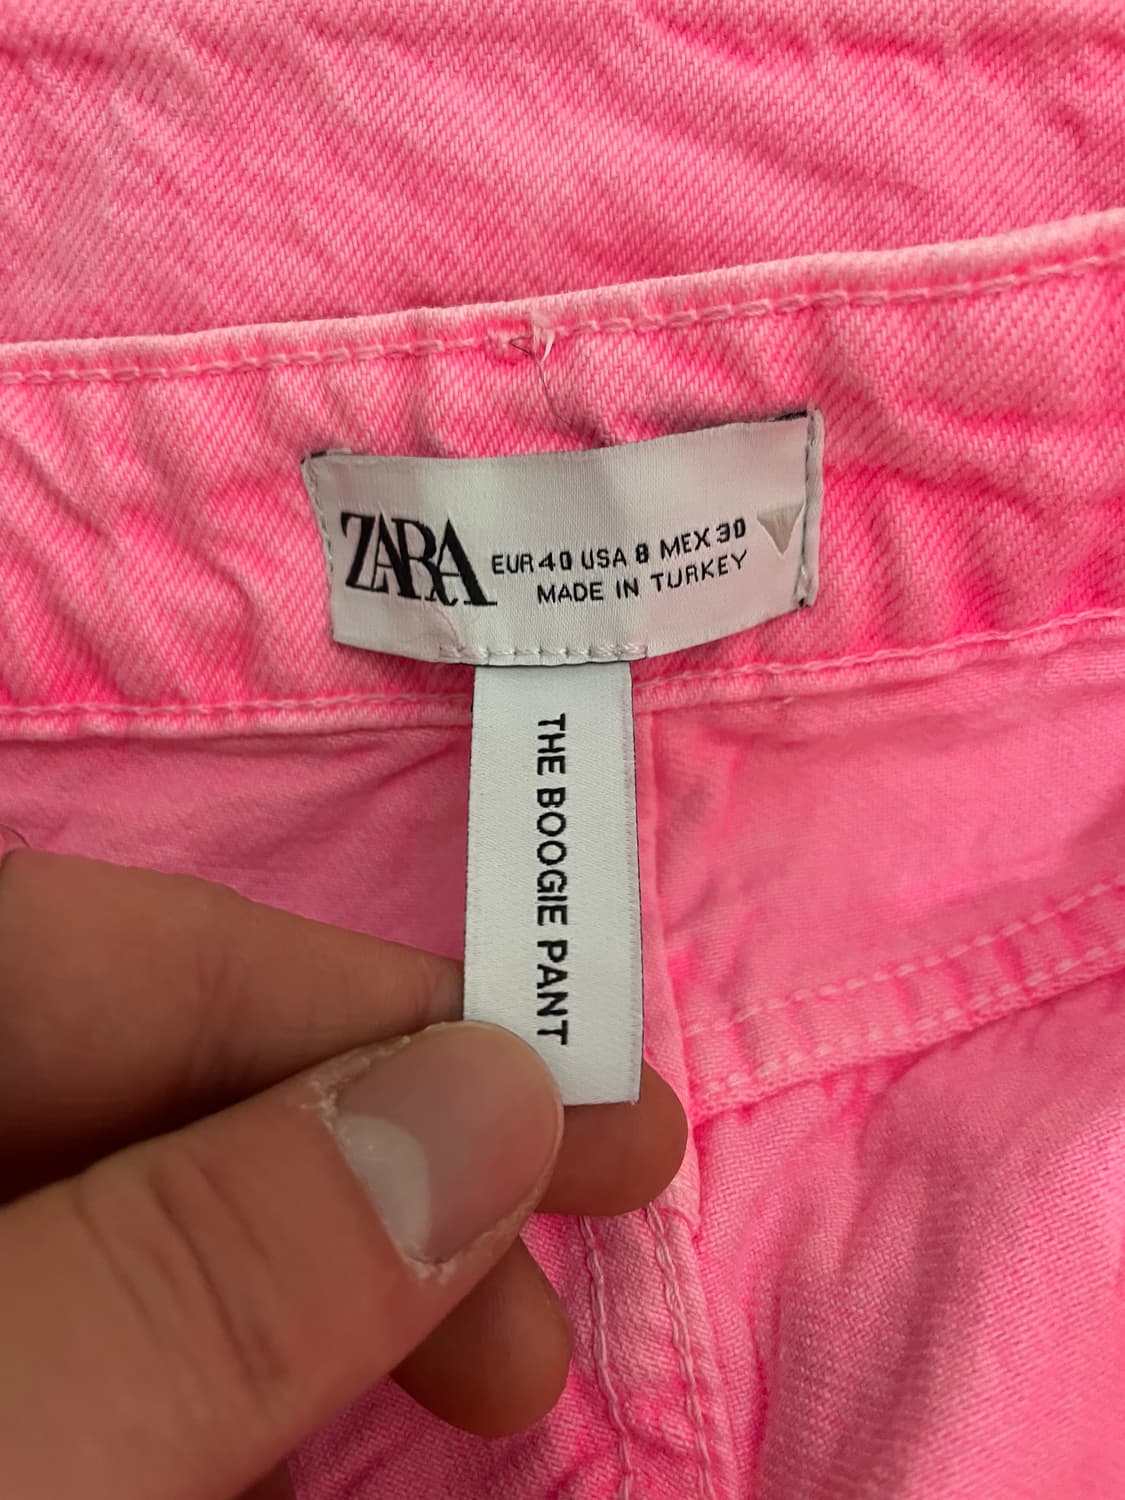 ZARA
EUR 40 USA 8 MEX 30
MADE IN TURKEY
THE BOOGIE PANT